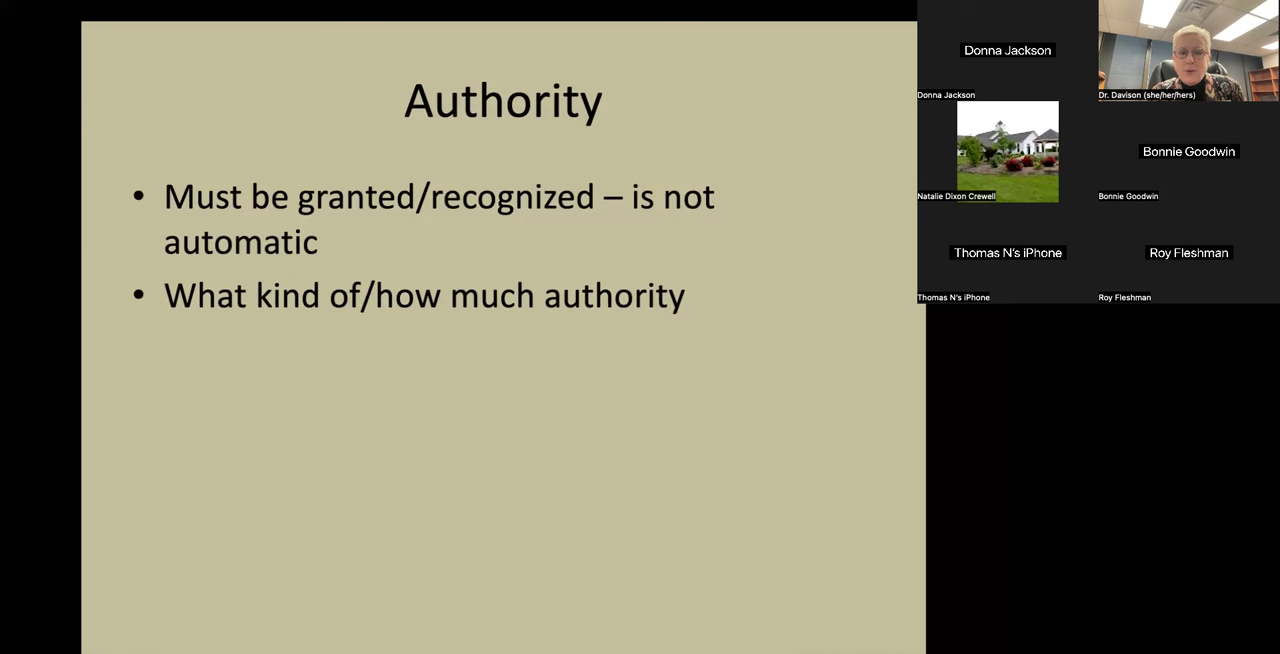 Authority
• Must be granted/recognized – is not
automatic
• What kind of/how much authority
Donna Jackson
Donna Jackson
Dr. Davison (she/her/hers)
Natalie Dixon Crewell
Bonnie Goodwin
Bonnie Goodwin
Thomas N's iPhone
Thomas N's iPhone
Roy Fleshman
Roy Fleshman